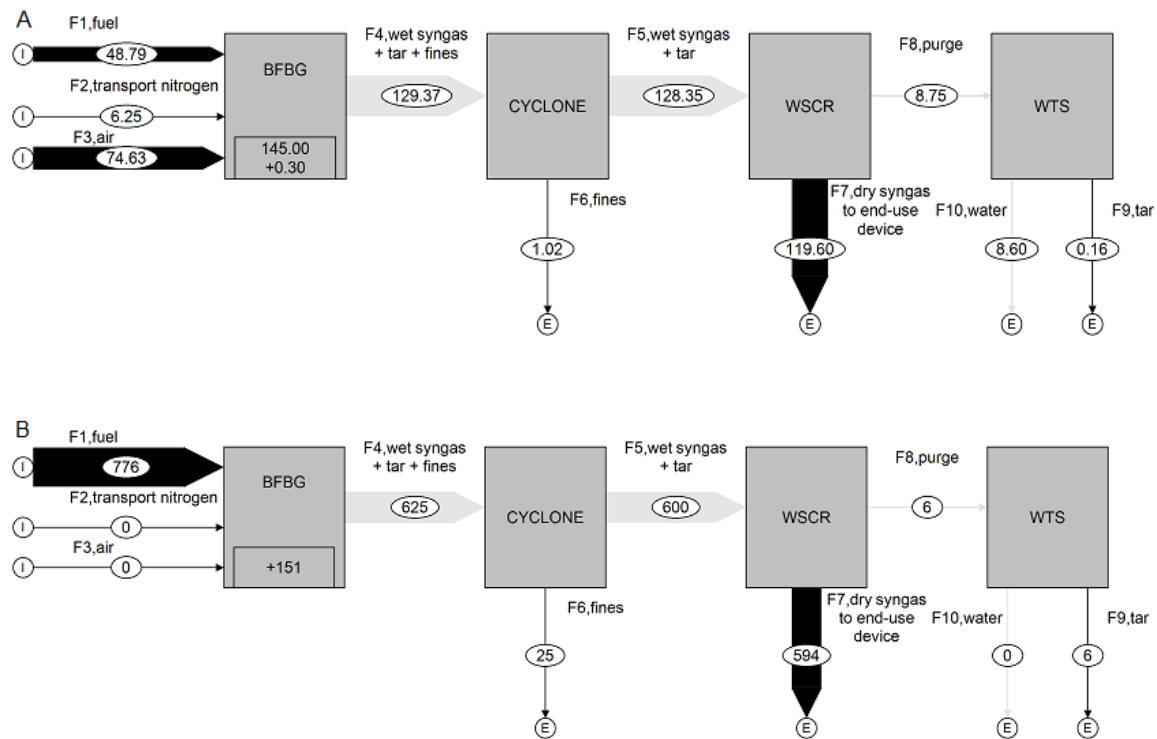 A
F1,fuel
I
48.79
F2,transport nitrogen
I
6.25
F3,air
I
74.63
BFBG
145.00
+0.30
F4,wet syngas
+ tar + fines
129.37
CYCLONE
F6,fines
1.02
E
F5,wet syngas
+ tar
128.35
WSCR
F7,dry syngas
to end-use
device
119.60
E
F8,purge
8.75
WTS
F10,water
8.60
E
F9,tar
0.16
E
B
F1,fuel
I
776
F2,transport nitrogen
I
0
F3,air
I
0
BFBG
+151
F4,wet syngas
+ tar + fines
625
CYCLONE
F6,fines
25
E
F5,wet syngas
+ tar
600
WSCR
F7,dry syngas
to end-use
device
594
E
F8,purge
6
WTS
F10,water
0
E
F9,tar
6
E